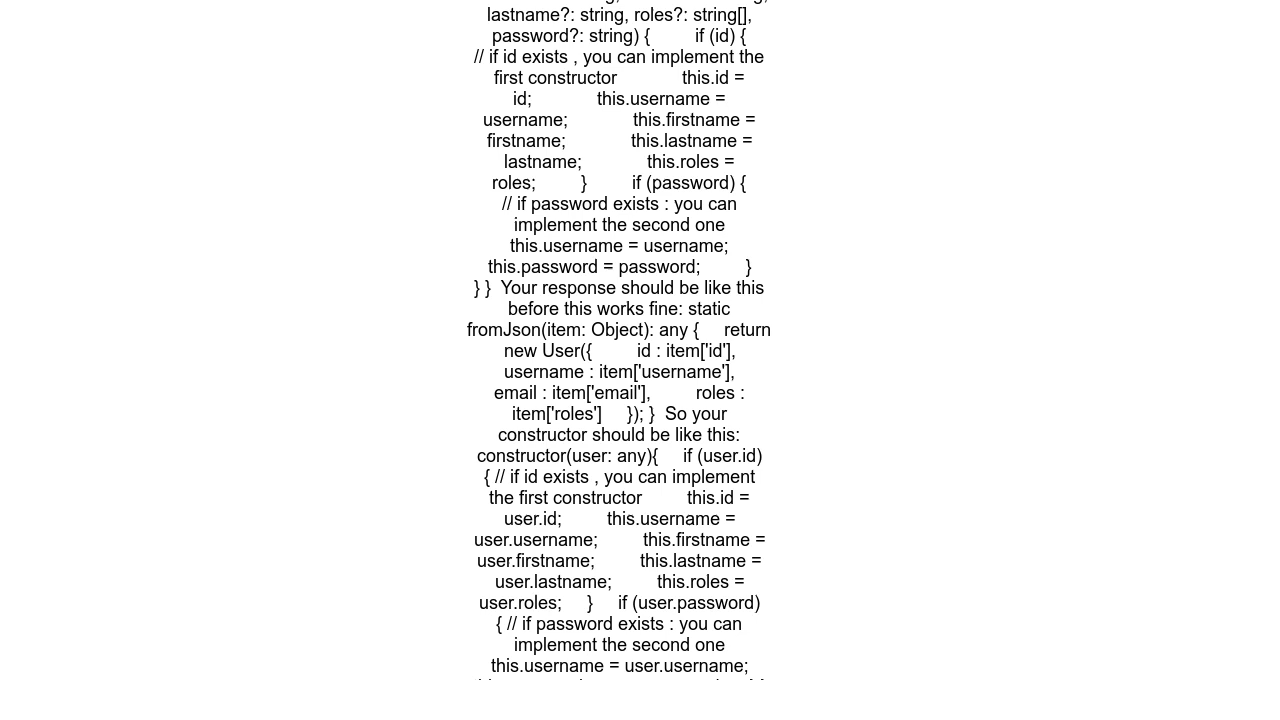 lastname?: string, roles?: string[],
password?: string) { if (id) {
// if id exists , you can implement the
first constructor this.id =
id; this.username =
username; this.firstname =
firstname; this.lastname =
lastname; this.roles =
roles; } if (password) {
// if password exists : you can
implement the second one
this.username = username;
this.password = password; }
} } Your response should be like this
before this works fine: static
fromJson(item: Object): any { return
new User({ id : item['id'],
username : item['username'],
email : item['email'], roles :
item['roles'] }); } So your
constructor should be like this:
constructor(user: any){ if (user.id)
{ // if id exists , you can implement
the first constructor this.id =
user.id; this.username =
user.username; this.firstname =
user.firstname; this.lastname =
user.lastname; this.roles =
user.roles; } if (user.password)
{ // if password exists : you can
implement the second one
this.username = user.username;